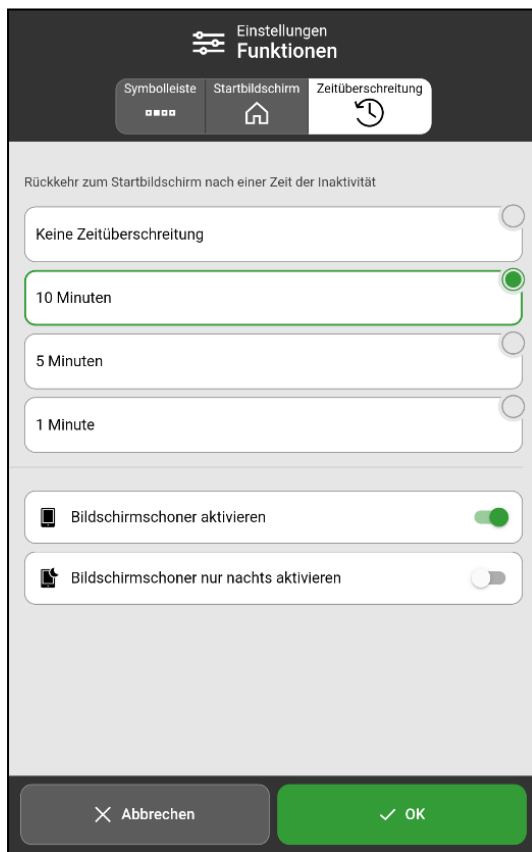 Einstellungen
Funktionen
Symbolleiste
Startbildschirm
Zeitüberschreitung
Rückkehr zum Startbildschirm nach einer Zeit der Inaktivität
Keine Zeitüberschreitung
10 Minuten
5 Minuten
1 Minute
Bildschirmschoner aktivieren
Bildschirmschoner nur nachts aktivieren
Abbrechen
OK